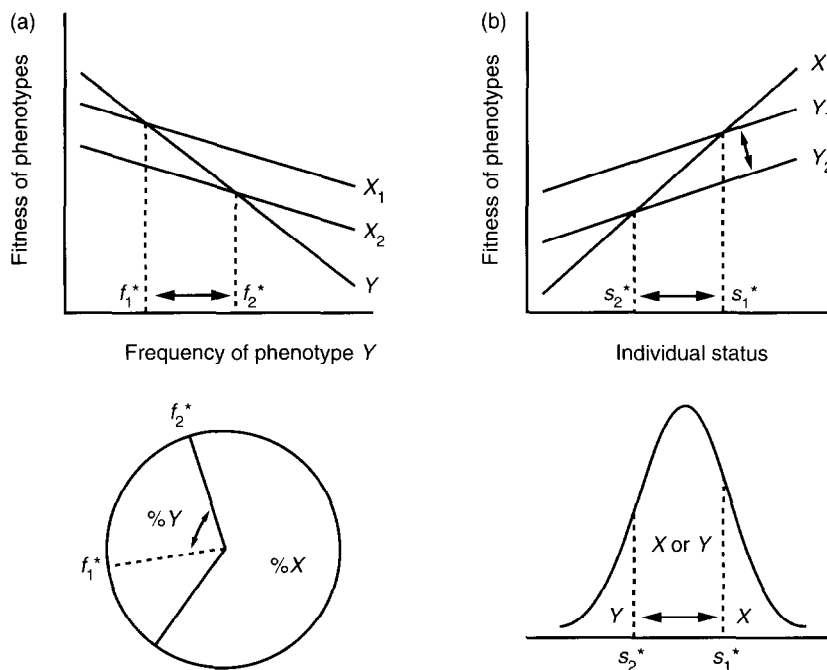 (a)
Fitness of phenotypes
X₁
X₂
Y
f₁*
f₂*
Frequency of phenotype Y
f₂*
%Y
f₁*
%X
(b)
Fitness of phenotypes
X
Y₁
Y₂
s₂*
s₁*
Individual status
X or Y
Y
X
s₂*
s₁*